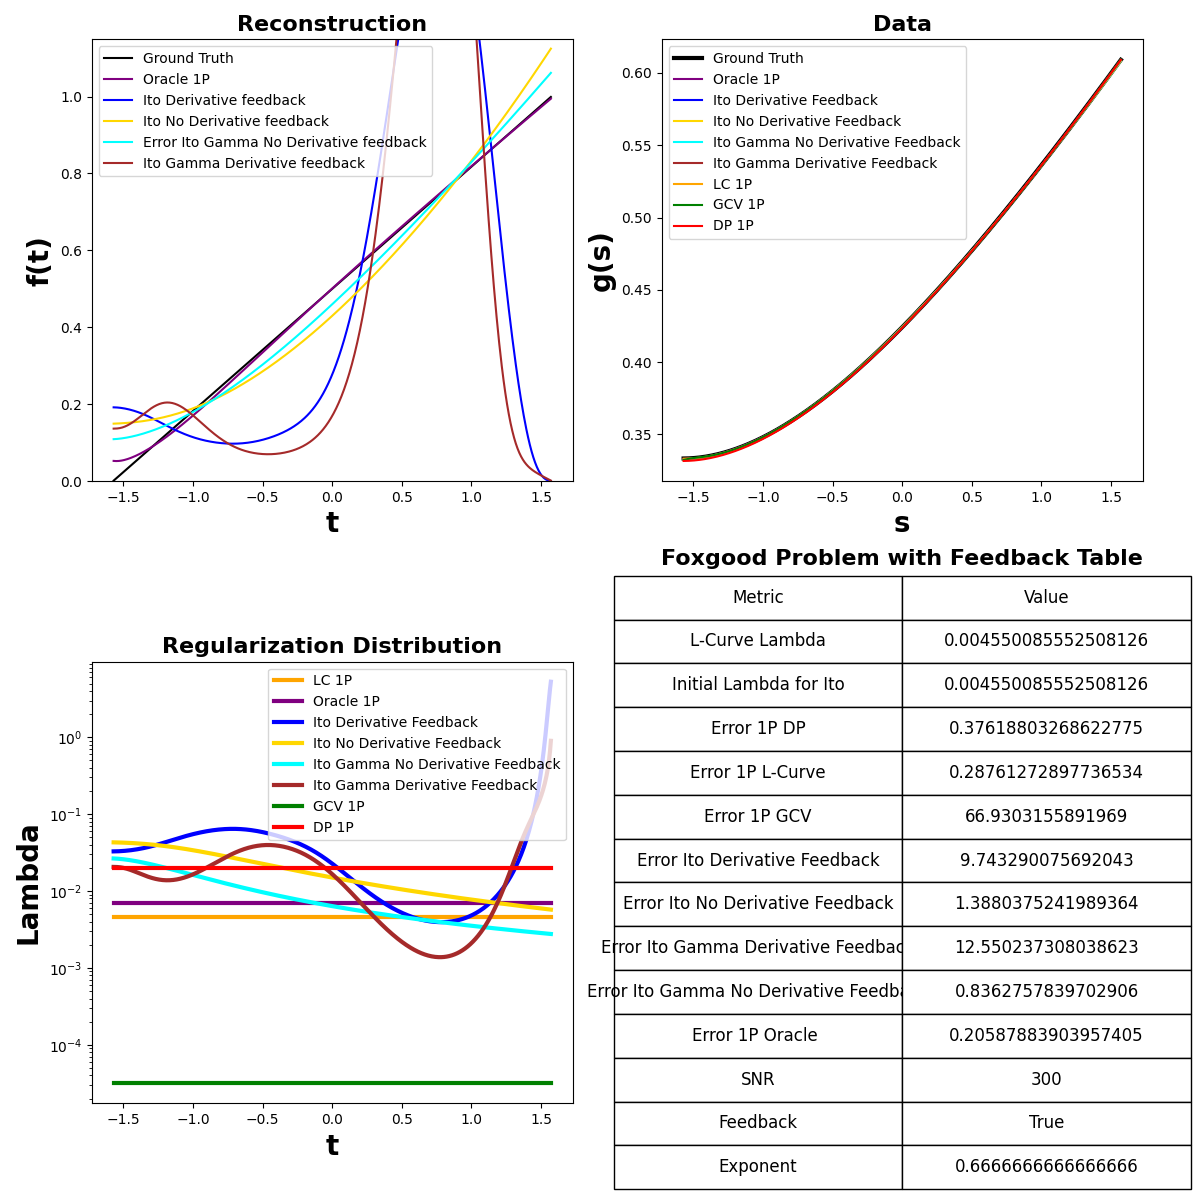 Reconstruction
Ground Truth
Oracle 1P
Ito Derivative feedback
Ito No Derivative feedback
Error Ito Gamma No Derivative feedback
Ito Gamma Derivative feedback
f(t)
1.0
0.8
0.6
0.4
0.2
0.0
−1.5 −1.0 −0.5 0.0 0.5 1.0 1.5
t
Data
Ground Truth
Oracle 1P
Ito Derivative Feedback
Ito No Derivative Feedback
Ito Gamma No Derivative Feedback
Ito Gamma Derivative Feedback
LC 1P
GCV 1P
DP 1P
g(s)
0.60
0.55
0.50
0.45
0.40
0.35
−1.5 −1.0 −0.5 0.0 0.5 1.0 1.5
s
Regularization Distribution
LC 1P
Oracle 1P
Ito Derivative Feedback
Ito No Derivative Feedback
Ito Gamma No Derivative Feedback
Ito Gamma Derivative Feedback
GCV 1P
DP 1P
Lambda
10⁰
10⁻¹
10⁻²
10⁻³
10⁻⁴
−1.5 −1.0 −0.5 0.0 0.5 1.0 1.5
t
Foxgood Problem with Feedback Table
Metric Value
L-Curve Lambda 0.004550085552508126
Initial Lambda for Ito 0.004550085552508126
Error 1P DP 0.37618803268622775
Error 1P L-Curve 0.28761272897736534
Error 1P GCV 66.9303155891969
Error Ito Derivative Feedback 9.743290075692043
Error Ito No Derivative Feedback 1.3880375241989364
Error Ito Gamma Derivative Feedbac 12.550237308038623
Error Ito Gamma No Derivative Feedba 0.8362757839702906
Error 1P Oracle 0.20587883903957405
SNR 300
Feedback True
Exponent 0.6666666666666666